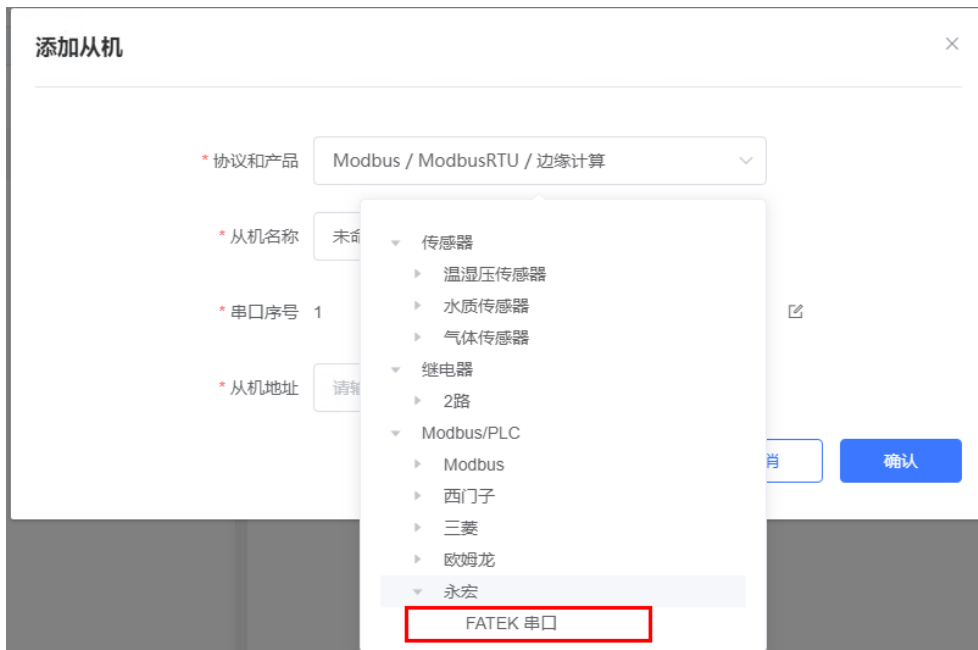 添加从机
* 协议和产品 Modbus / ModbusRTU / 边缘计算
* 从机名称 未命
传感器
温湿压传感器
* 串口序号 1
水质传感器
气体传感器
继电器
* 从机地址 请输
2路
Modbus/PLC
Modbus
消 确认
西门子
三菱
欧姆龙
永宏
FATEK 串口